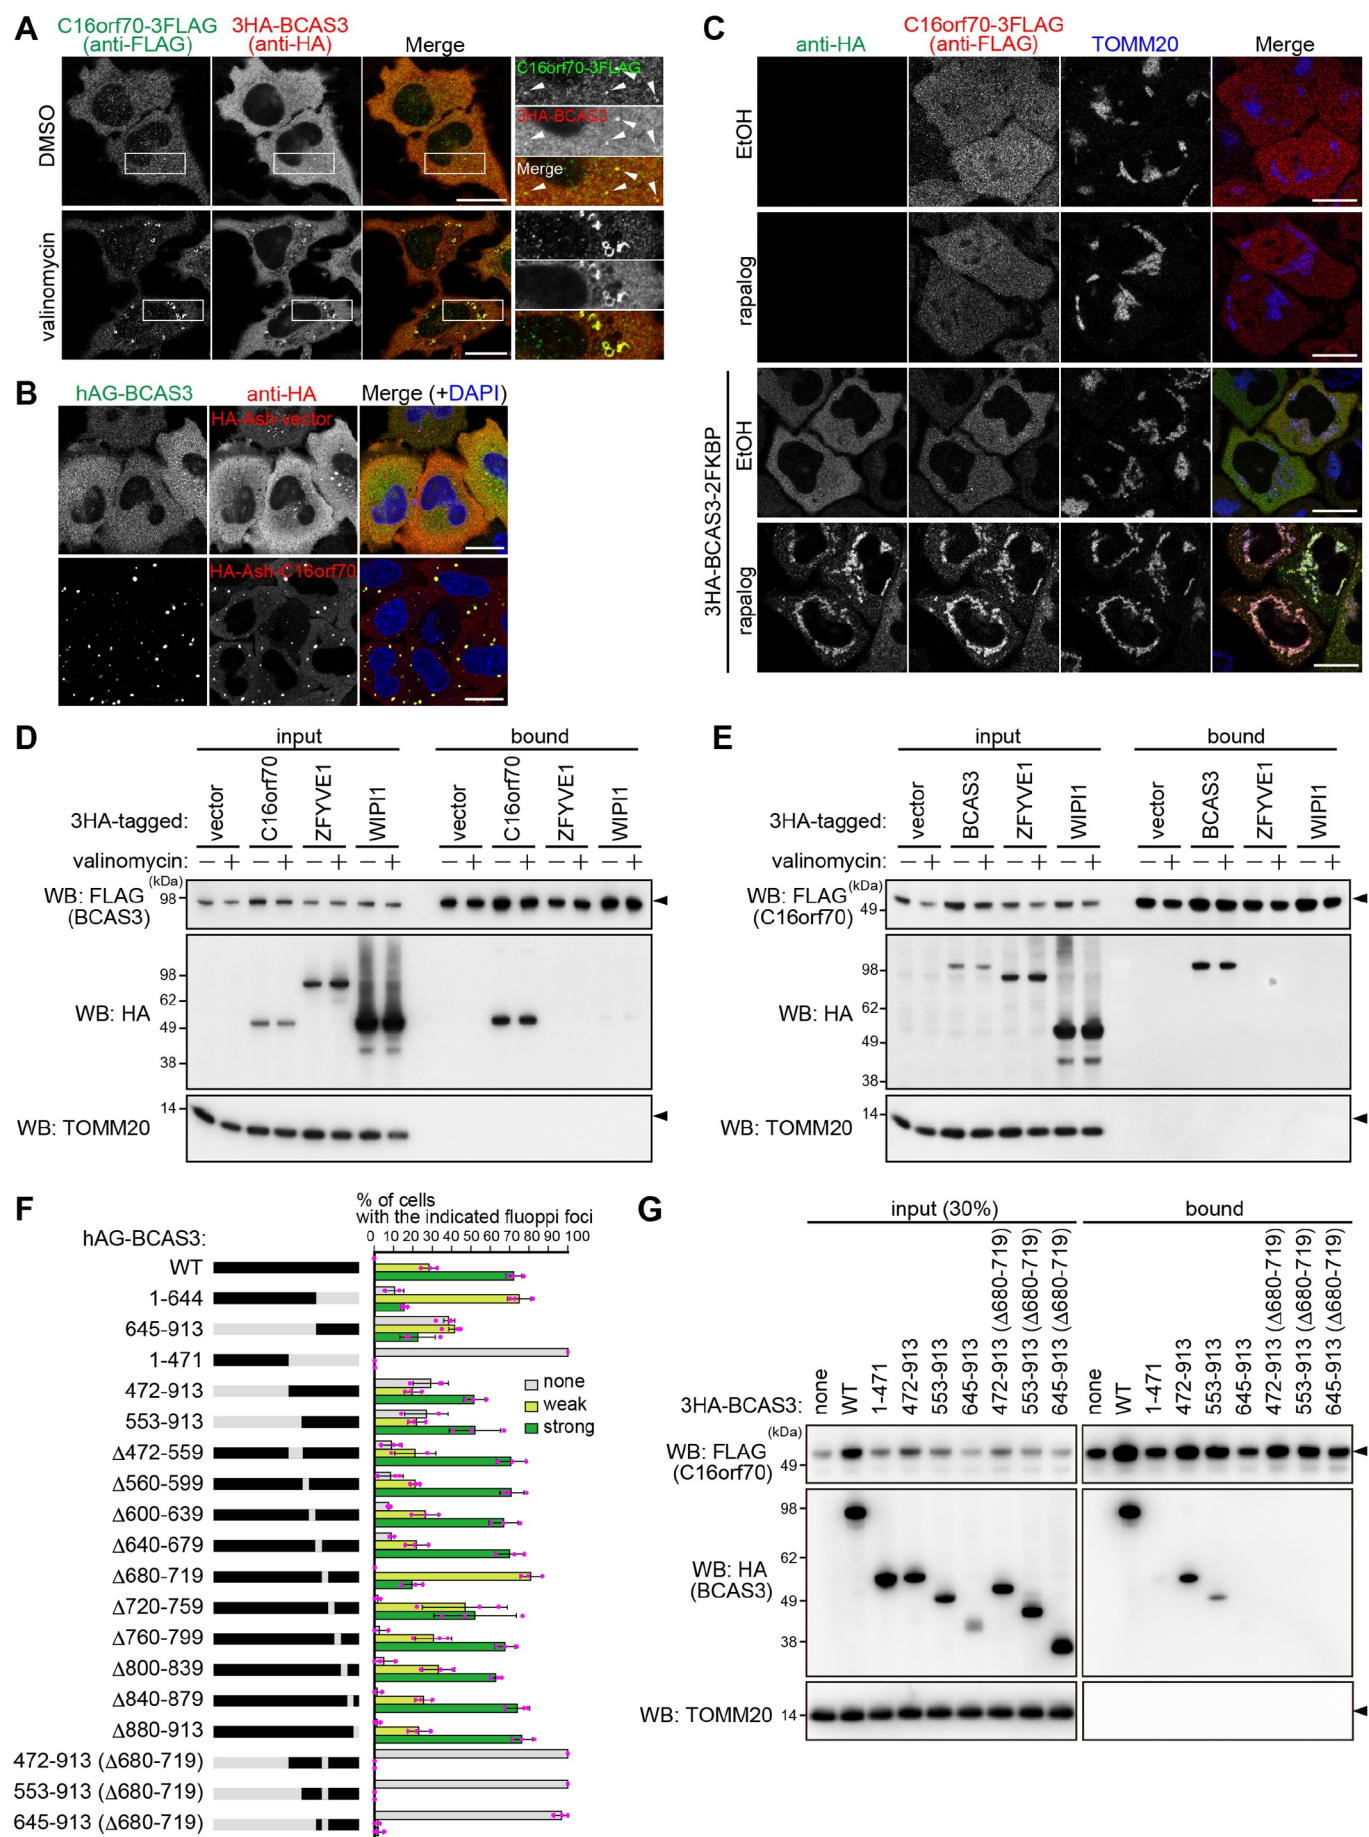 A
C16orf70-3FLAG
(anti-FLAG)
3HA-BCAS3
(anti-HA)
Merge
DMSO
valinomycin
C16orf70-3FLAG
3HA-BCAS3
Merge
B
hAG-BCAS3
anti-HA
Merge (+DAPI)
HA-Ash-vector
HA-Ash-C16orf70
C
anti-HA
C16orf70-3FLAG
(anti-FLAG)
TOMM20
Merge
EtOH
rapalog
3HA-BCAS3-2FKBP
EtOH
rapalog
D
input
bound
3HA-tagged:
vector
C16orf70
ZFYVE1
WIPI1
vector
C16orf70
ZFYVE1
WIPI1
valinomycin:
— + — + — + — + — + — + — + — +
(kDa)
WB: FLAG
(BCAS3)
98
WB: HA
98
62
49
38
WB: TOMM20
14
E
input
bound
3HA-tagged:
vector
BCAS3
ZFYVE1
WIPI1
vector
BCAS3
ZFYVE1
WIPI1
valinomycin:
— + — + — + — + — + — + — + — +
(kDa)
WB: FLAG
(C16orf70)
49
WB: HA
98
62
49
38
WB: TOMM20
14
F
% of cells
with the indicated fluoppi foci
0 10 20 30 40 50 60 70 80 90 100
hAG-BCAS3:
WT
1-644
645-913
1-471
472-913
553-913
Δ472-559
Δ560-599
Δ600-639
Δ640-679
Δ680-719
Δ720-759
Δ760-799
Δ800-839
Δ840-879
Δ880-913
472-913 (Δ680-719)
553-913 (Δ680-719)
645-913 (Δ680-719)
none
weak
strong
G
input (30%)
bound
3HA-BCAS3:
none
WT
1-471
472-913
553-913
645-913
472-913 (Δ680-719)
553-913 (Δ680-719)
645-913 (Δ680-719)
none
WT
1-471
472-913
553-913
645-913
472-913 (Δ680-719)
553-913 (Δ680-719)
645-913 (Δ680-719)
(kDa)
WB: FLAG
(C16orf70)
49
WB: HA
(BCAS3)
98
62
49
38
WB: TOMM20
14